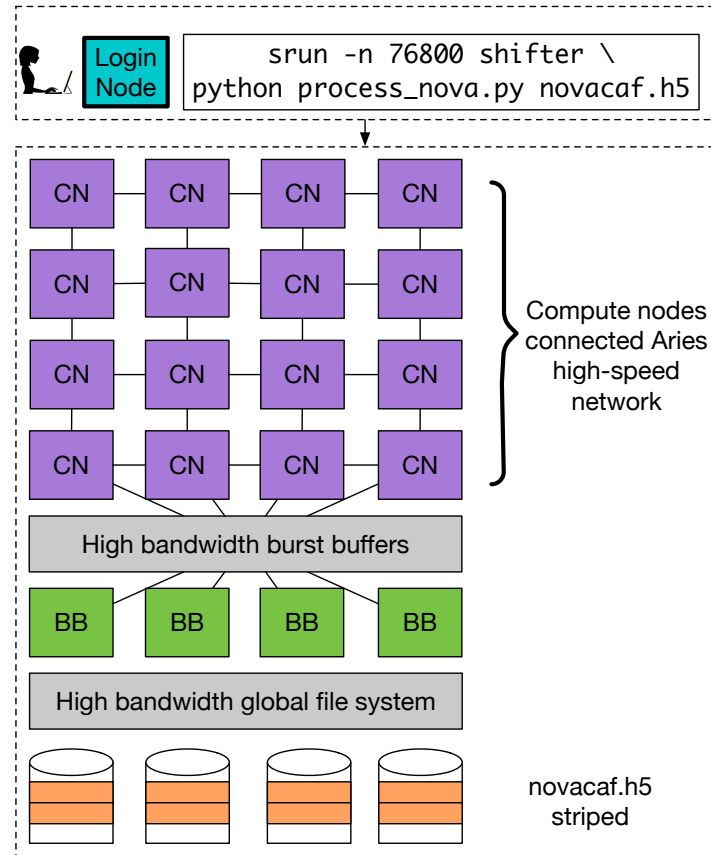 Login
Node
srun -n 76800 shifter \
python process_nova.py novacaf.h5
CN CN CN CN
CN CN CN CN
CN CN CN CN
CN CN CN CN
Compute nodes
connected Aries
high-speed
network
High bandwidth burst buffers
BB BB BB BB
High bandwidth global file system
novacaf.h5
striped